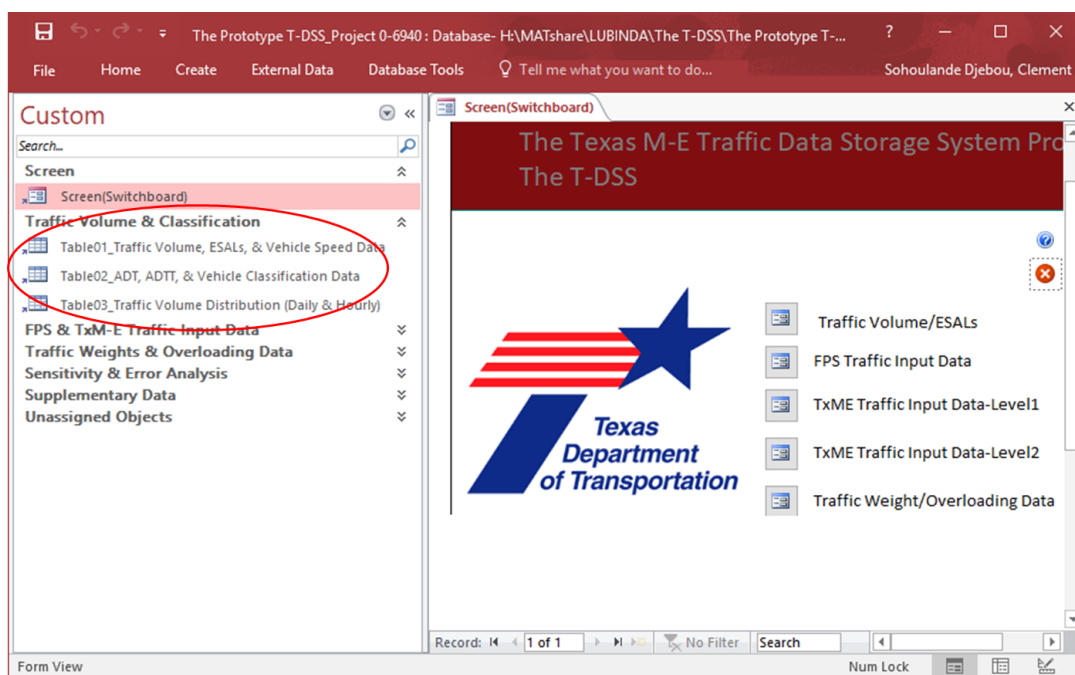 The Prototype T-DSS_Project 0-6940 : Database- H:\MATshare\LUBINDA\The T-DSS\The Prototype T-...
?
File Home Create External Data Database Tools Tell me what you want to do... Sohoulande Djebou, Clement
Custom
Search...
Screen
Screen(Switchboard)
Traffic Volume & Classification
Table01_Traffic Volume, ESALs, & Vehicle Speed Data
Table02_ADT, ADTT, & Vehicle Classification Data
Table03_Traffic Volume Distribution (Daily & Hourly)
FPS & TxM-E Traffic Input Data
Traffic Weights & Overloading Data
Sensitivity & Error Analysis
Supplementary Data
Unassigned Objects
Screen(Switchboard)
The Texas M-E Traffic Data Storage System Pro
The T-DSS
Texas
Department
of Transportation
Traffic Volume/ESALs
FPS Traffic Input Data
TxME Traffic Input Data-Level1
TxME Traffic Input Data-Level2
Traffic Weight/Overloading Data
Record: 1 of 1 No Filter Search
Form View Num Lock